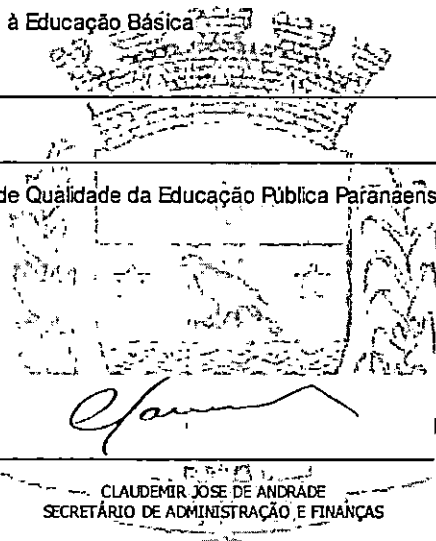 à Educação Básica
de Qualidade da Educação Pública Paranaens
CLAUDEMIR JOSE DE ANDRADE
SECRETÁRIO DE ADMINISTRAÇÃO E FINANÇAS